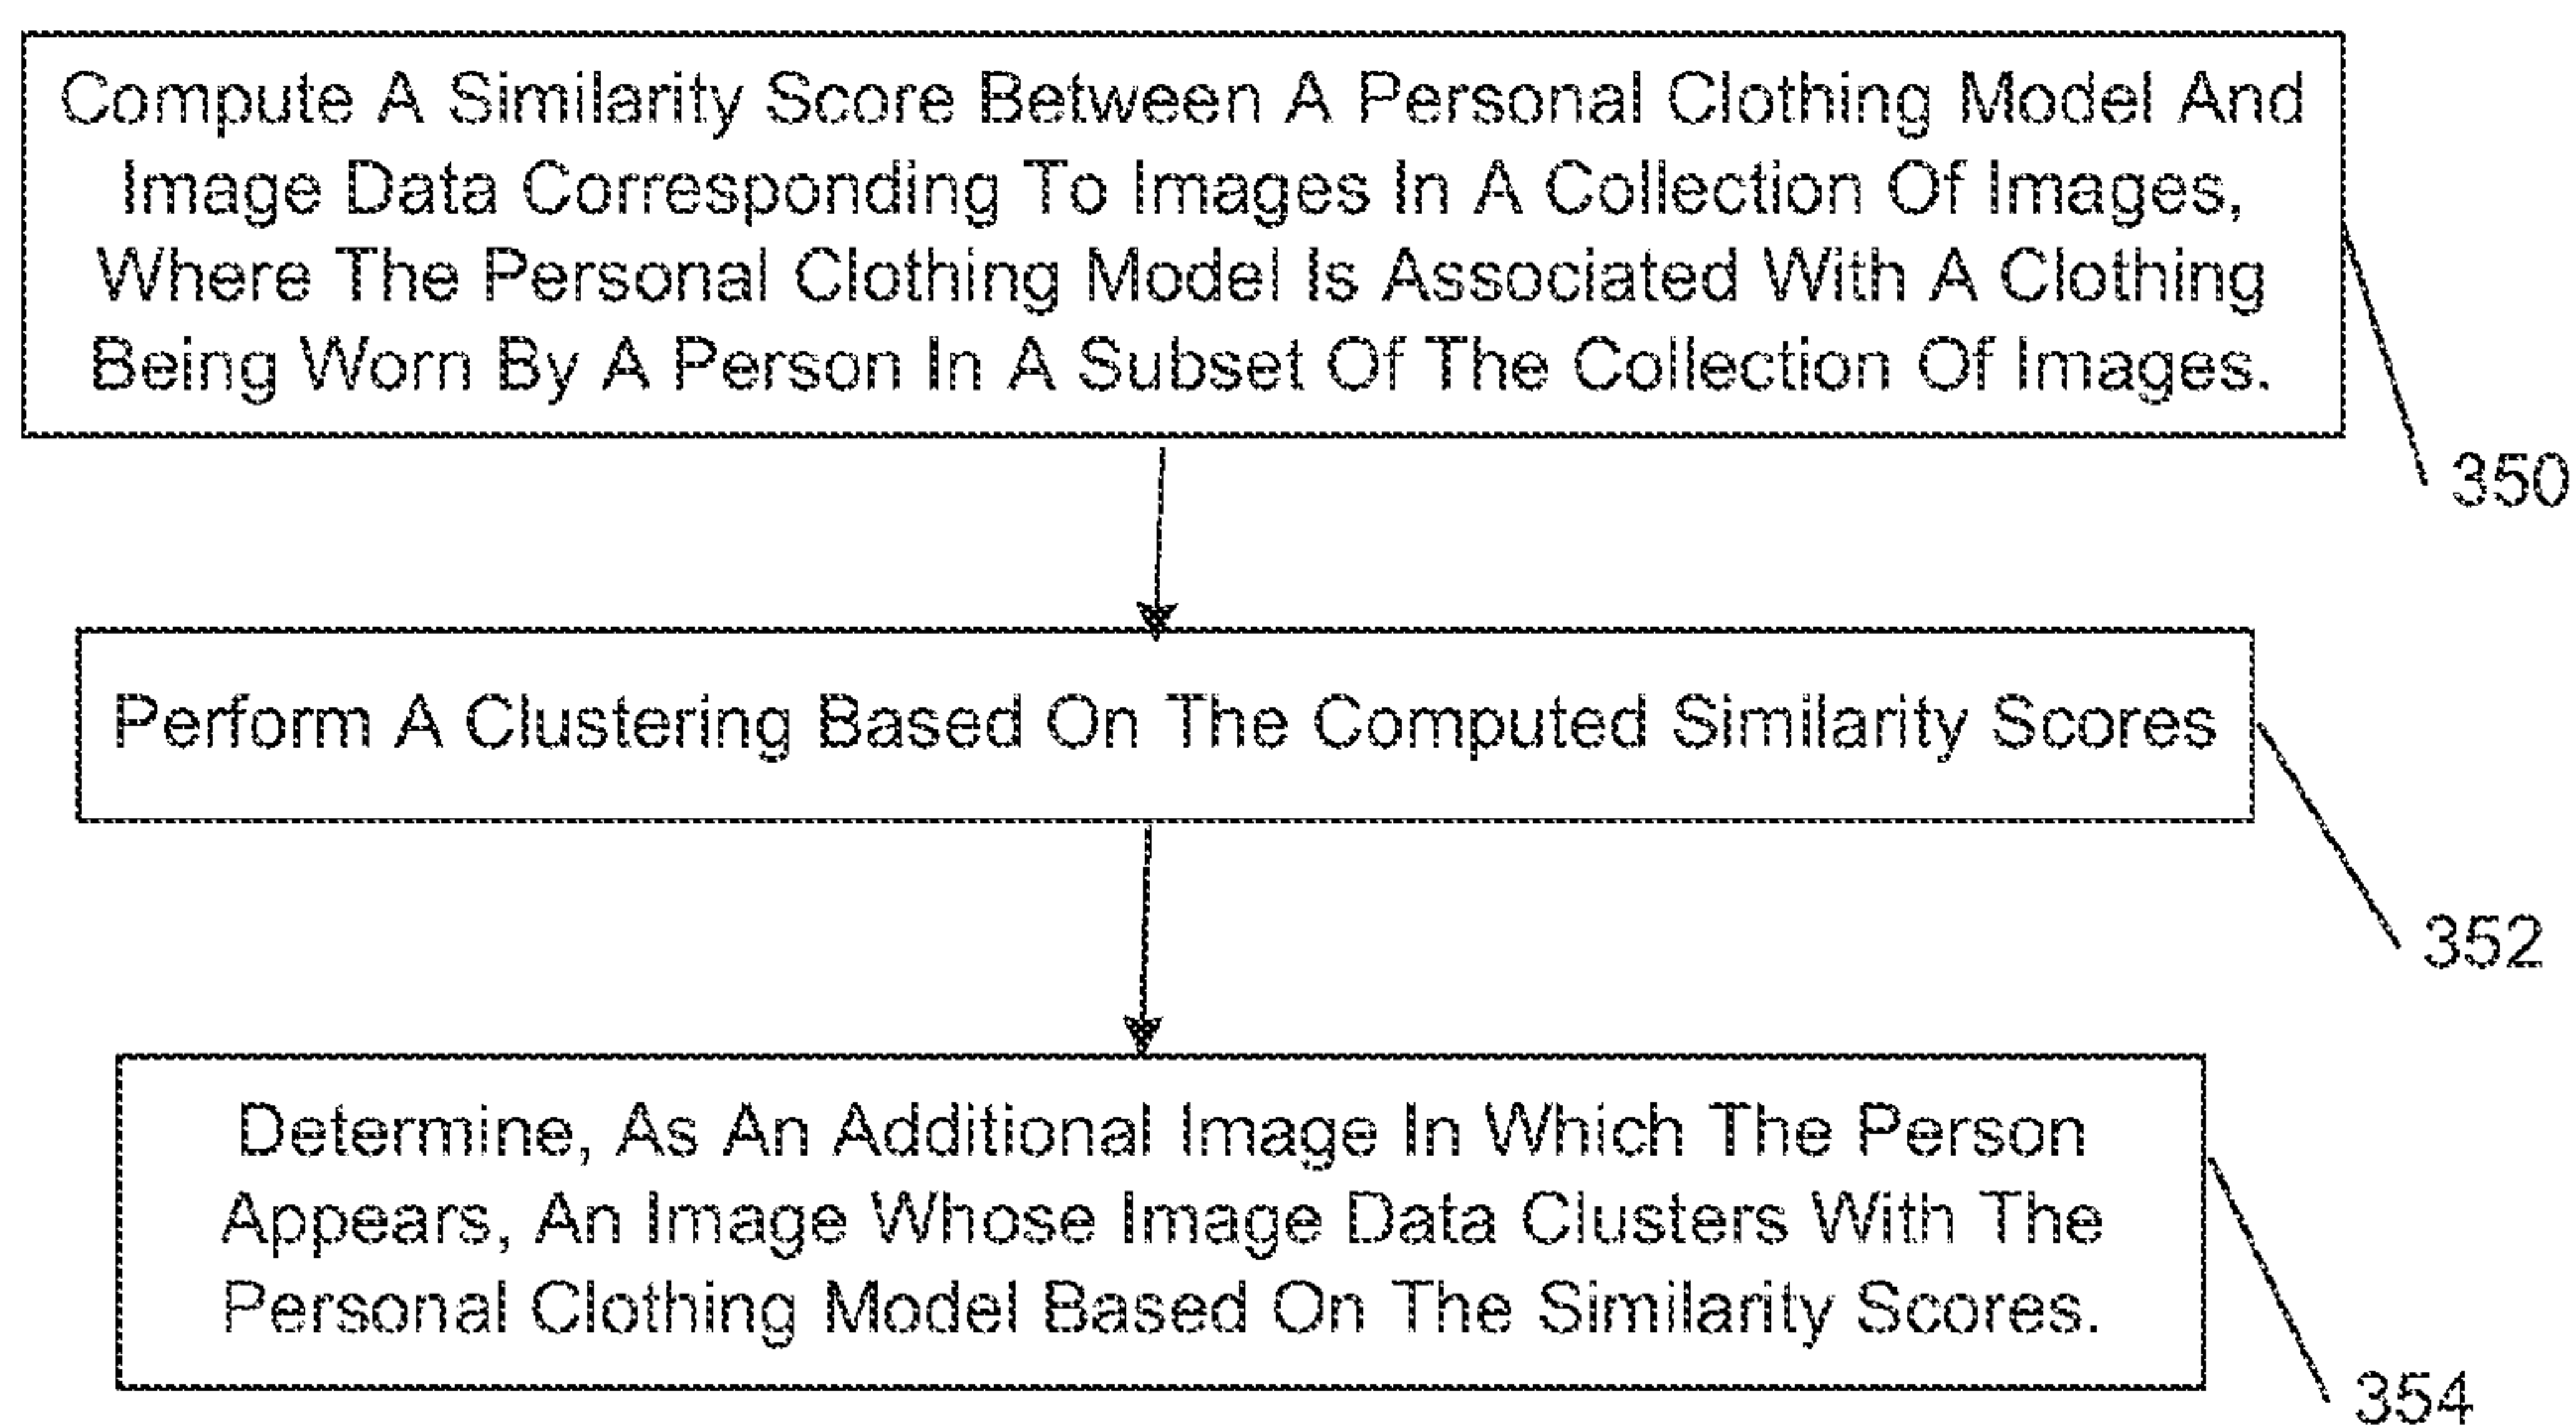 Compute A Similarity Score Between A Personal Clothing Model And
Image Data Corresponding To Images In A Collection Of Images,
Where The Personal Clothing Model Is Associated With A Clothing
Being Worn By A Person In A Subset Of The Collection Of Images.
350
Perform A Clustering Based On The Computed Similarity Scores
352
Determine, As An Additional Image In Which The Person
Appears, An Image Whose Image Data Clusters With The
Personal Clothing Model Based On The Similarity Scores.
354